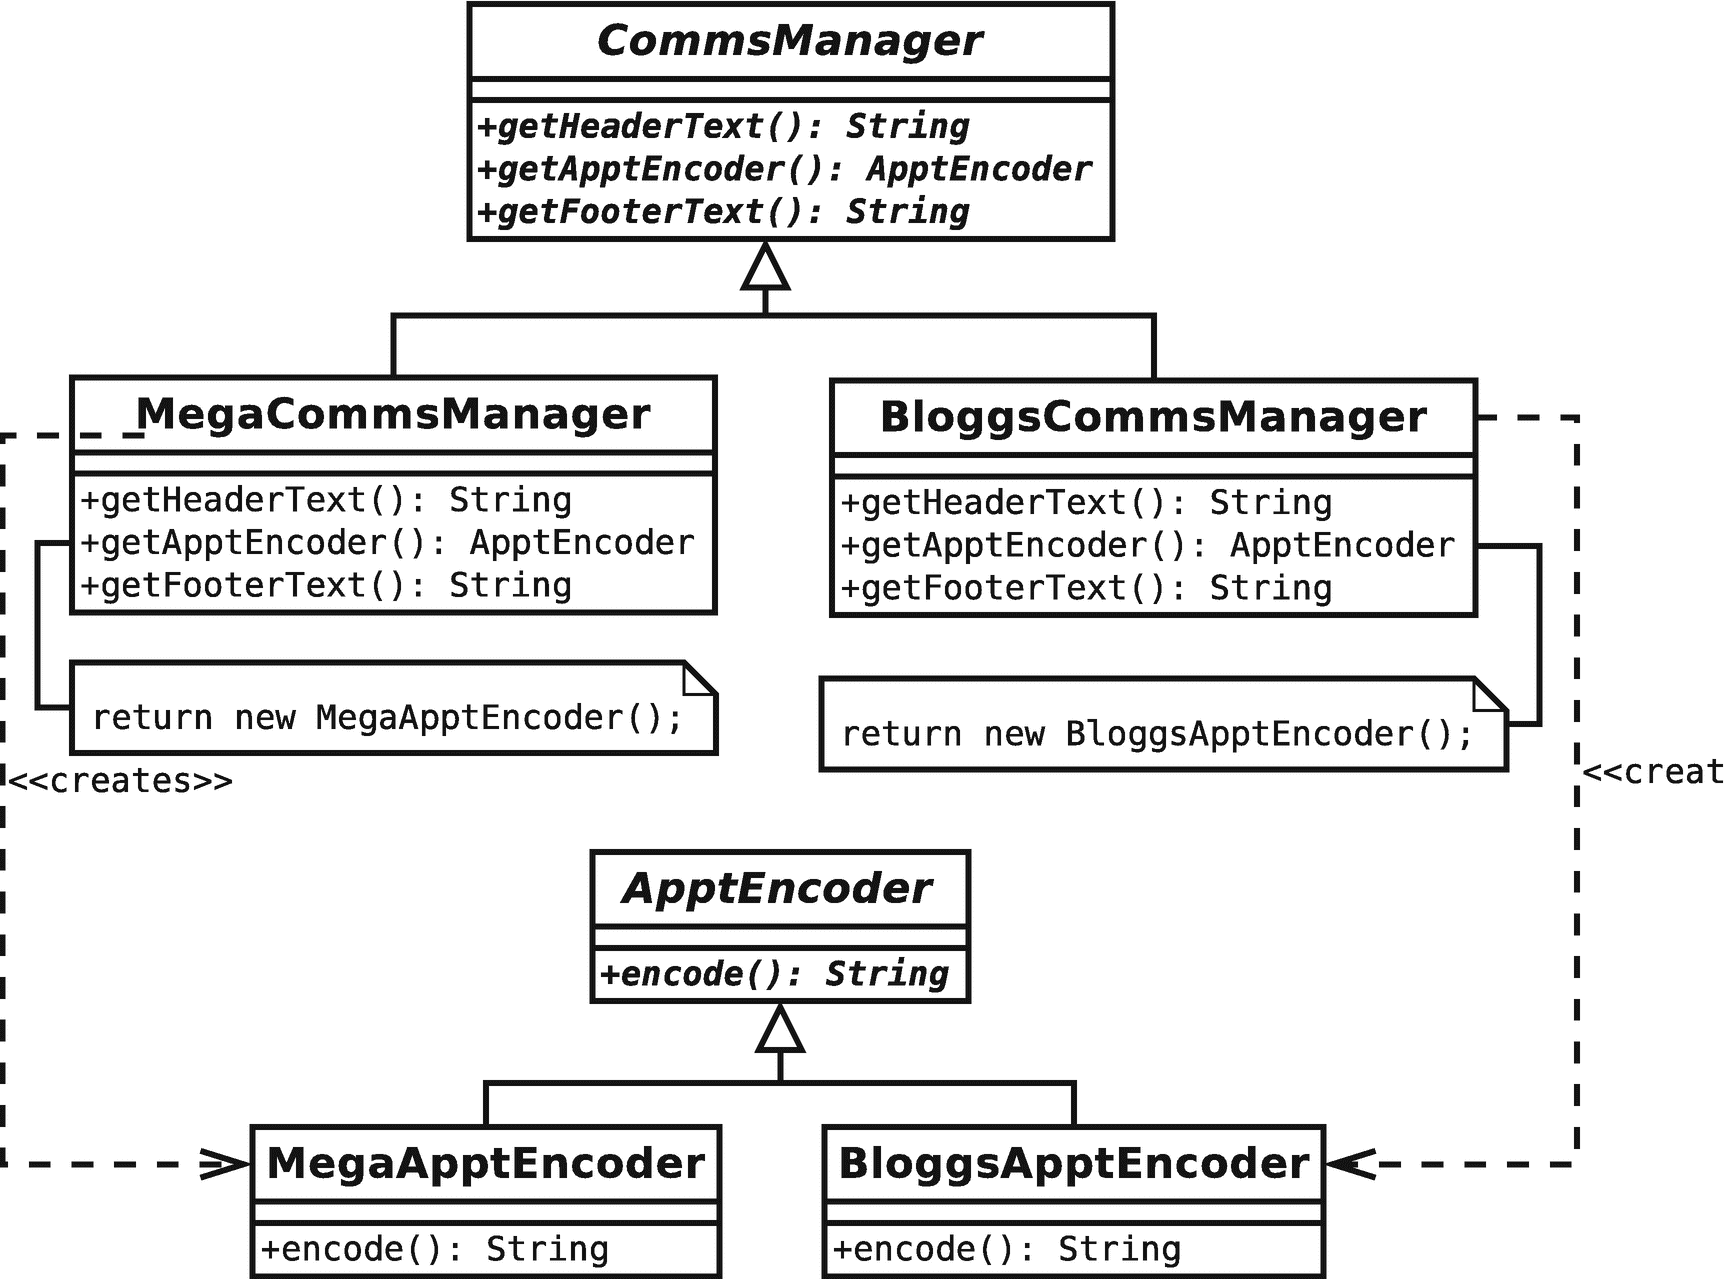 CommsManager
+getHeaderText(): String
+getApptEncoder(): ApptEncoder
+getFooterText(): String
MegaCommsManager
+getHeaderText(): String
+getApptEncoder(): ApptEncoder
+getFooterText(): String
return new MegaApptEncoder();
<<creates>>
BloggsCommsManager
+getHeaderText(): String
+getApptEncoder(): ApptEncoder
+getFooterText(): String
return new BloggsApptEncoder();
<<creat
ApptEncoder
+encode(): String
MegaApptEncoder
+encode(): String
BloggsApptEncoder
+encode(): String